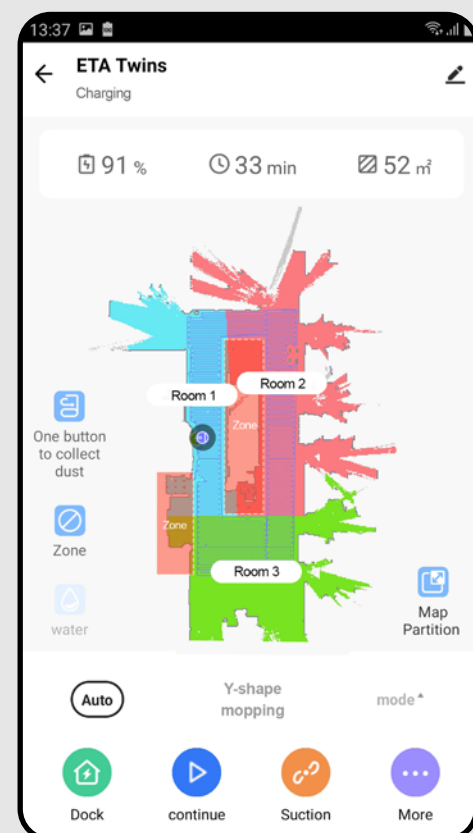 13:37
ETA Twins
Charging
91 %
33 min
52 ㎡
Room 1
Room 2
Zone
One button
to collect
dust
Zone
Zone
Room 3
water
Map
Partition
Auto
Y-shape
mopping
mode
Dock
continue
Suction
More